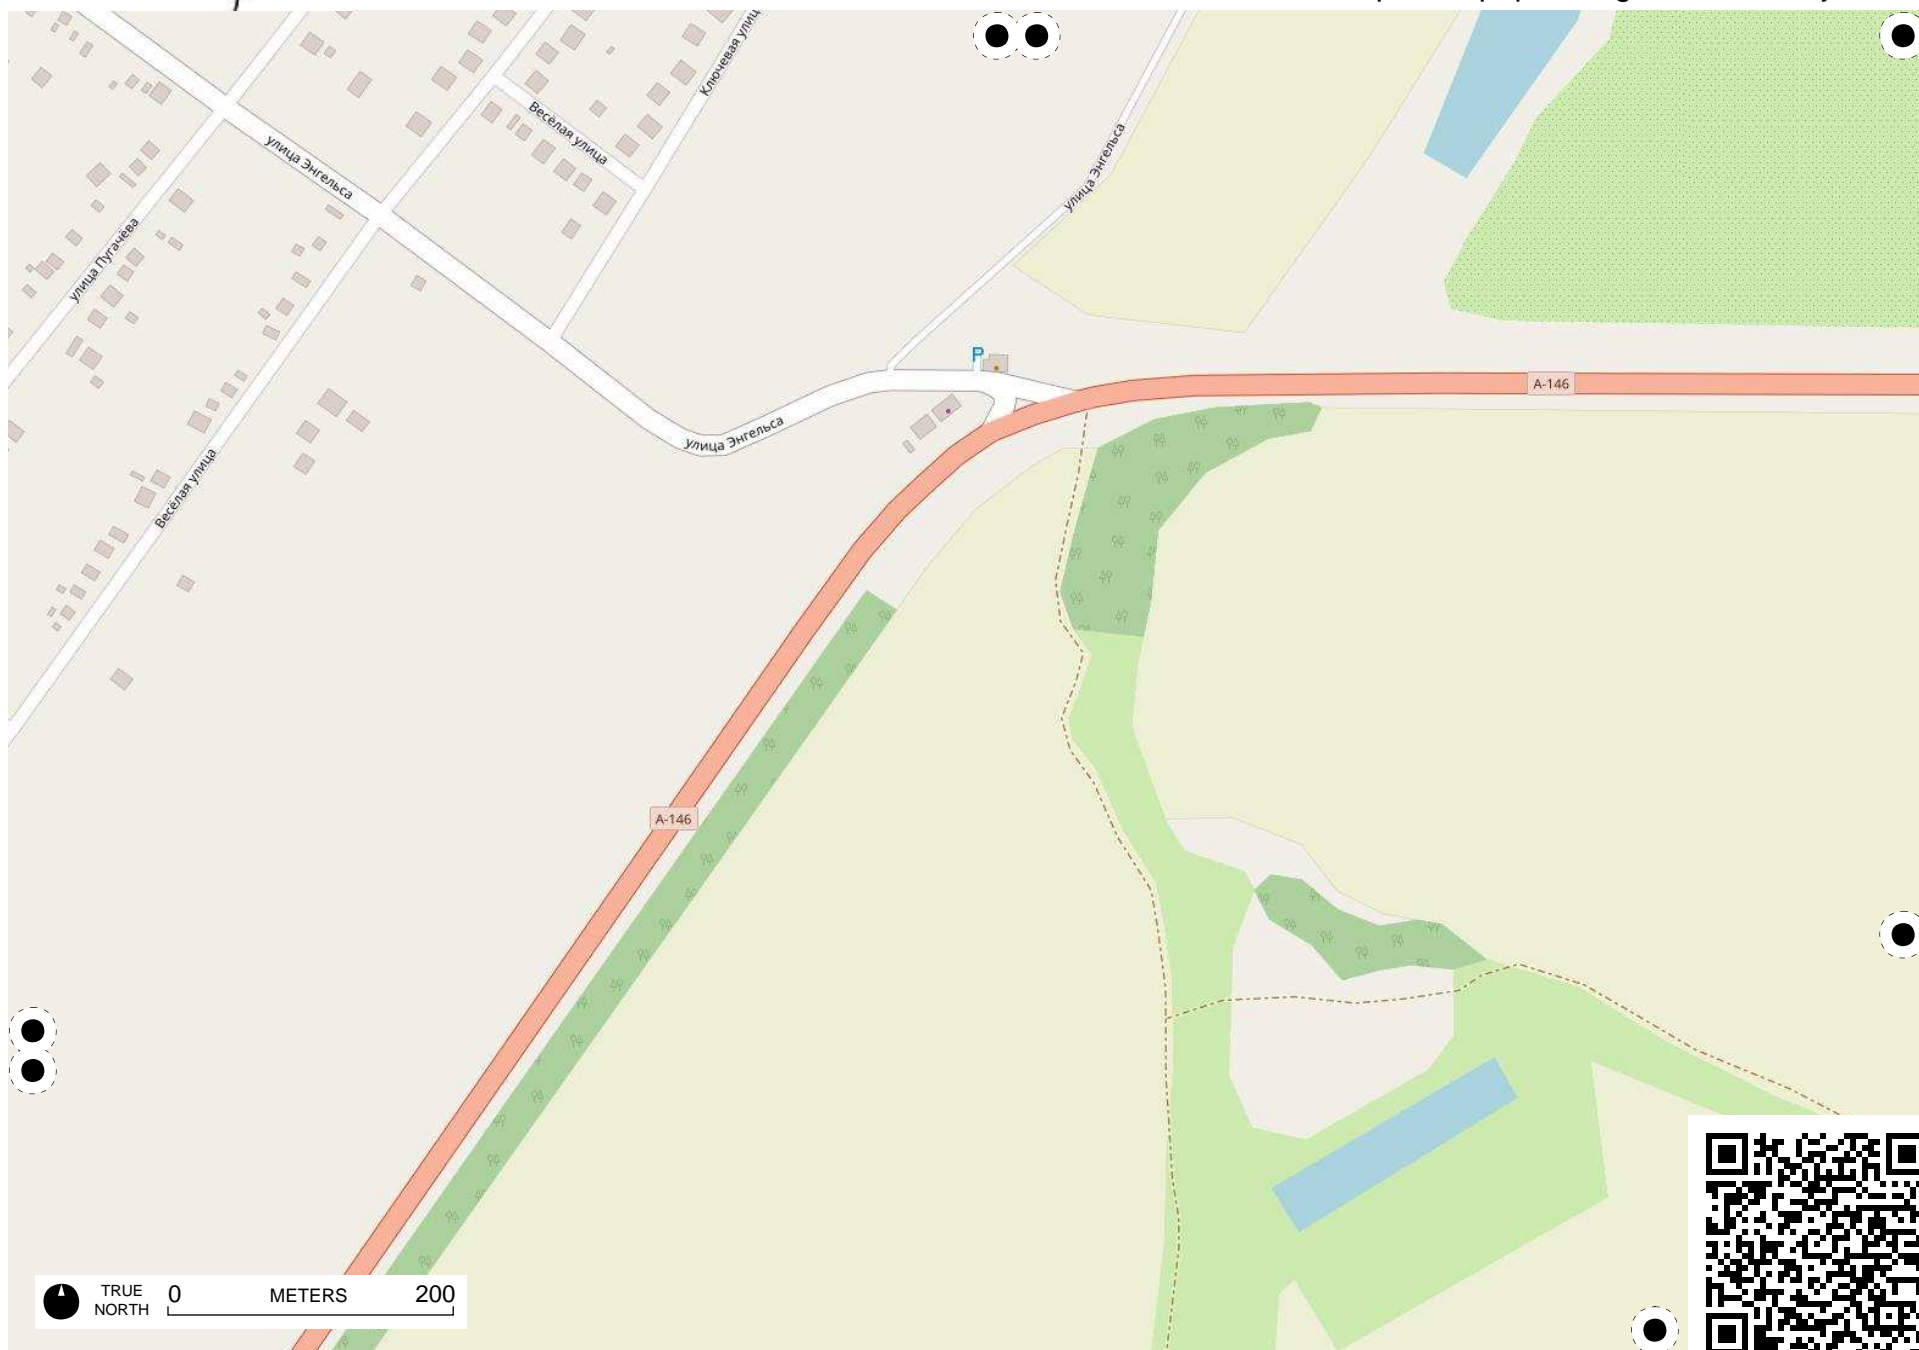 Ключевая
Весёлая улица
улица Энгельса
улица Энгельса
улица Пугачёва
P
A-146
улица Энгельса
Весёлая улица
A-146
TRUE NORTH
0 METERS 200